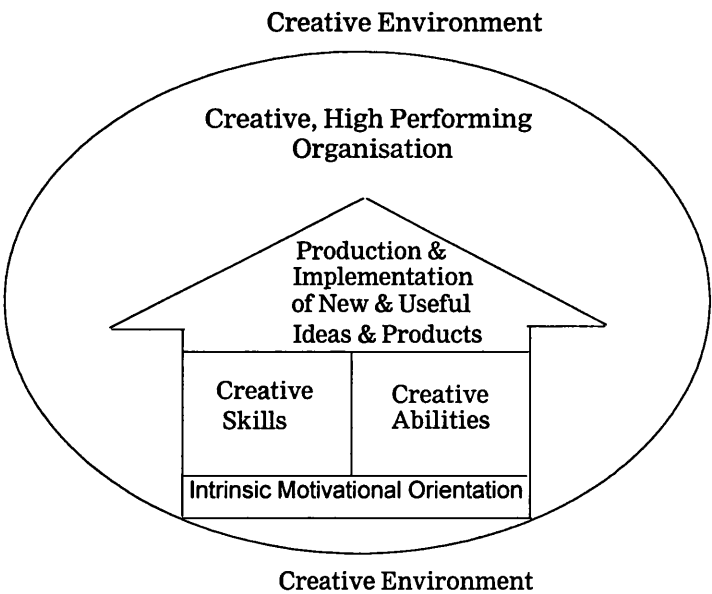 Creative Environment
Creative, High Performing
Organisation
Production &
Implementation
of New & Useful
Ideas & Products
Creative
Skills
Creative
Abilities
Intrinsic Motivational Orientation
Creative Environment